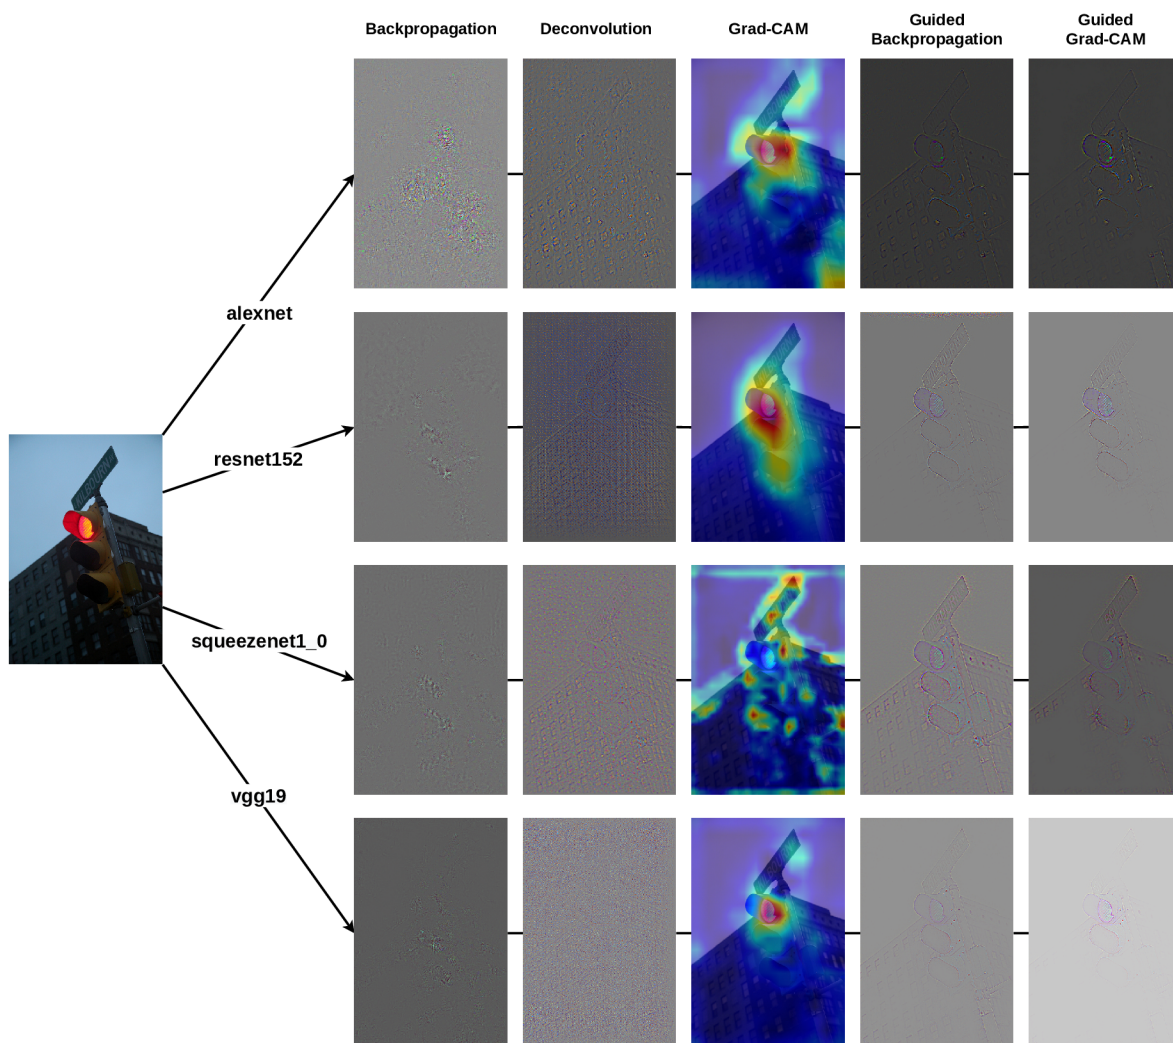 Backpropagation
Deconvolution
Grad-CAM
Guided
Backpropagation
Guided
Grad-CAM
alexnet
resnet152
squeezenet1_0
vgg19